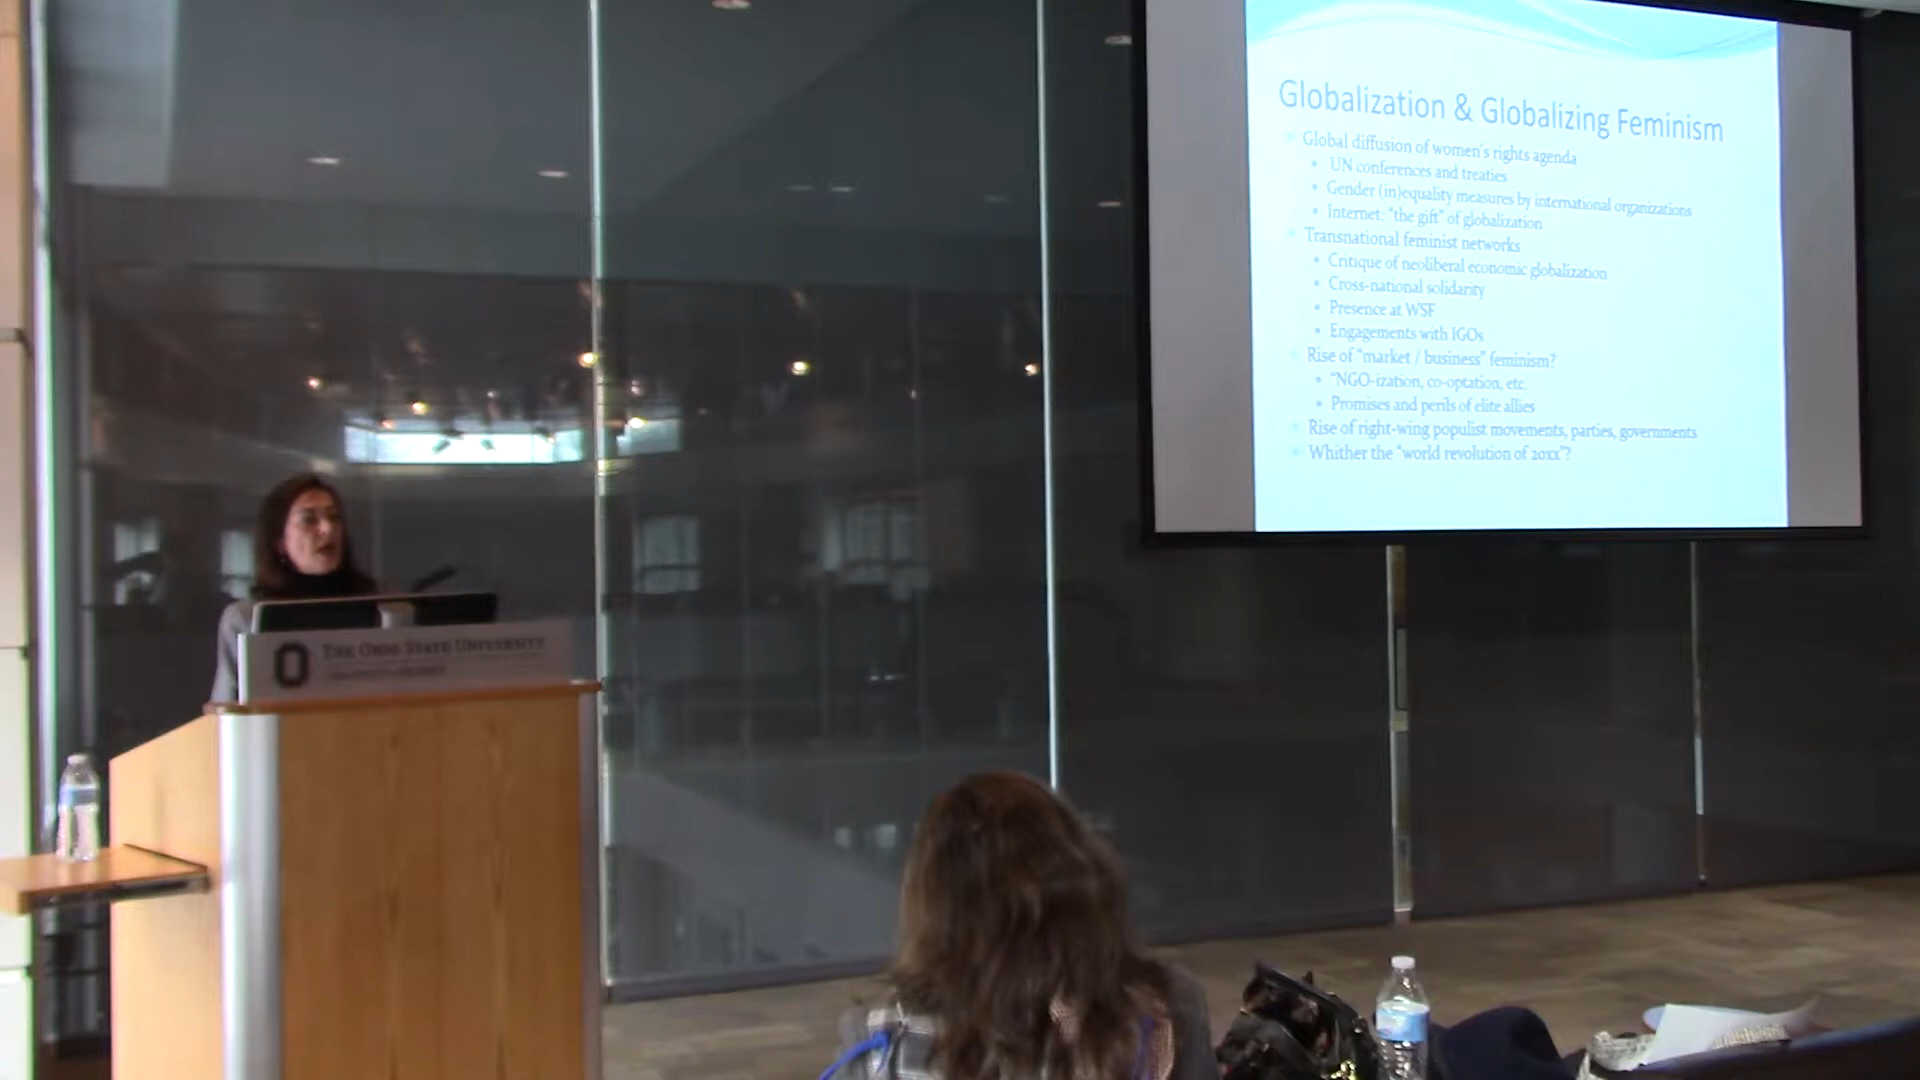 Globalization & Globalizing Feminism
Global diffusion of women's rights agenda
UN conferences and treaties
Gender (in)equality measures by international organizations
Internet: "the gift" of globalization
Transnational feminist networks
Critique of neoliberal economic globalization
Cross-national solidarity
Presence at WSF
Engagements with IGOs
Rise of "market / business" feminism?
"NGO-ization, co-optation, etc.
Promises and perils of elite allies
Rise of right-wing populist movements, parties, governments
Whither the "world revolution of 20xx"?
O THE OHIO STATE UNIVERSITY